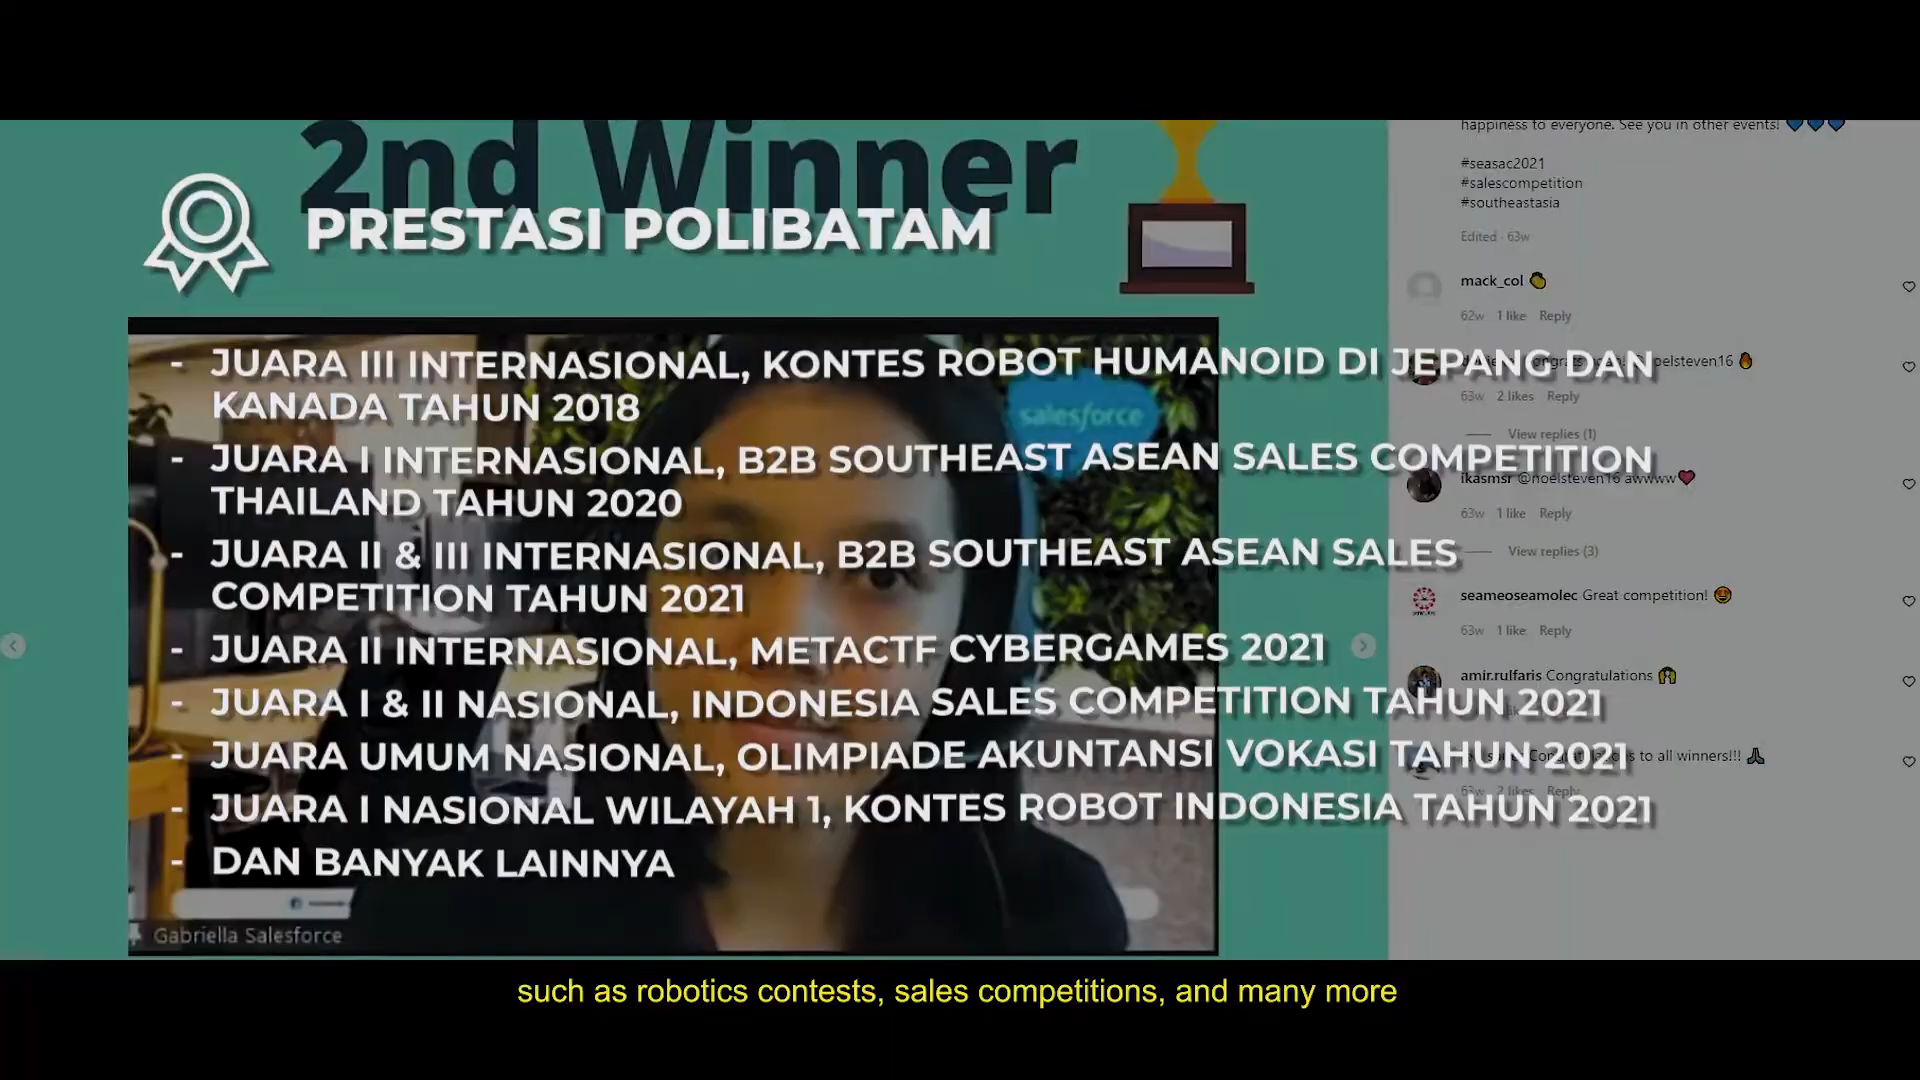 2nd Winner
PRESTASI POLIBATAM
- JUARA III INTERNASIONAL, KONTES ROBOT HUMANOID DI JEPANG DAN
KANADA TAHUN 2018
- JUARA I INTERNASIONAL, B2B SOUTHEAST ASEAN SALES COMPETITION
THAILAND TAHUN 2020
- JUARA II & III INTERNASIONAL, B2B SOUTHEAST ASEAN SALES
COMPETITION TAHUN 2021
- JUARA II INTERNASIONAL, METACTF CYBERGAMES 2021
- JUARA I & II NASIONAL, INDONESIA SALES COMPETITION TAHUN 2021
- JUARA UMUM NASIONAL, OLIMPIADE AKUNTANSI VOKASI TAHUN 2021
- JUARA I NASIONAL WILAYAH 1, KONTES ROBOT INDONESIA TAHUN 2021
- DAN BANYAK LAINNYA
salesforce
Gabriella Salesforce
happiness to everyone. See you in other events! 💙💙💙
#seasac2021
#salescompetition
#southeastasia
Edited · 63w
mack_col 👏
62w 1 like Reply
63w 2 likes Reply
View replies (1)
ikasmsr @noelsteven16 awwww❤
63w 1 like Reply
View replies (3)
seameoseamolec Great competition! 😍
63w 1 like Reply
amir.rulfaris Congratulations 🙌
to all winners!!! 🙏
63w 2 likes Reply
such as robotics contests, sales competitions, and many more